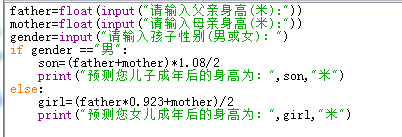 father=float(input("请输入父亲身高(米):"))
mother=float(input("请输入母亲身高(米):"))
gender=input("请输入孩子性别(男或女): ")
if gender =="男":
    son=(father+mother)*1.08/2
    print("预测您儿子成年后的身高为: ",son,"米")
else:
    girl=(father*0.923+mother)/2
    print("预测您女儿成年后的身高为: ",girl,"米")